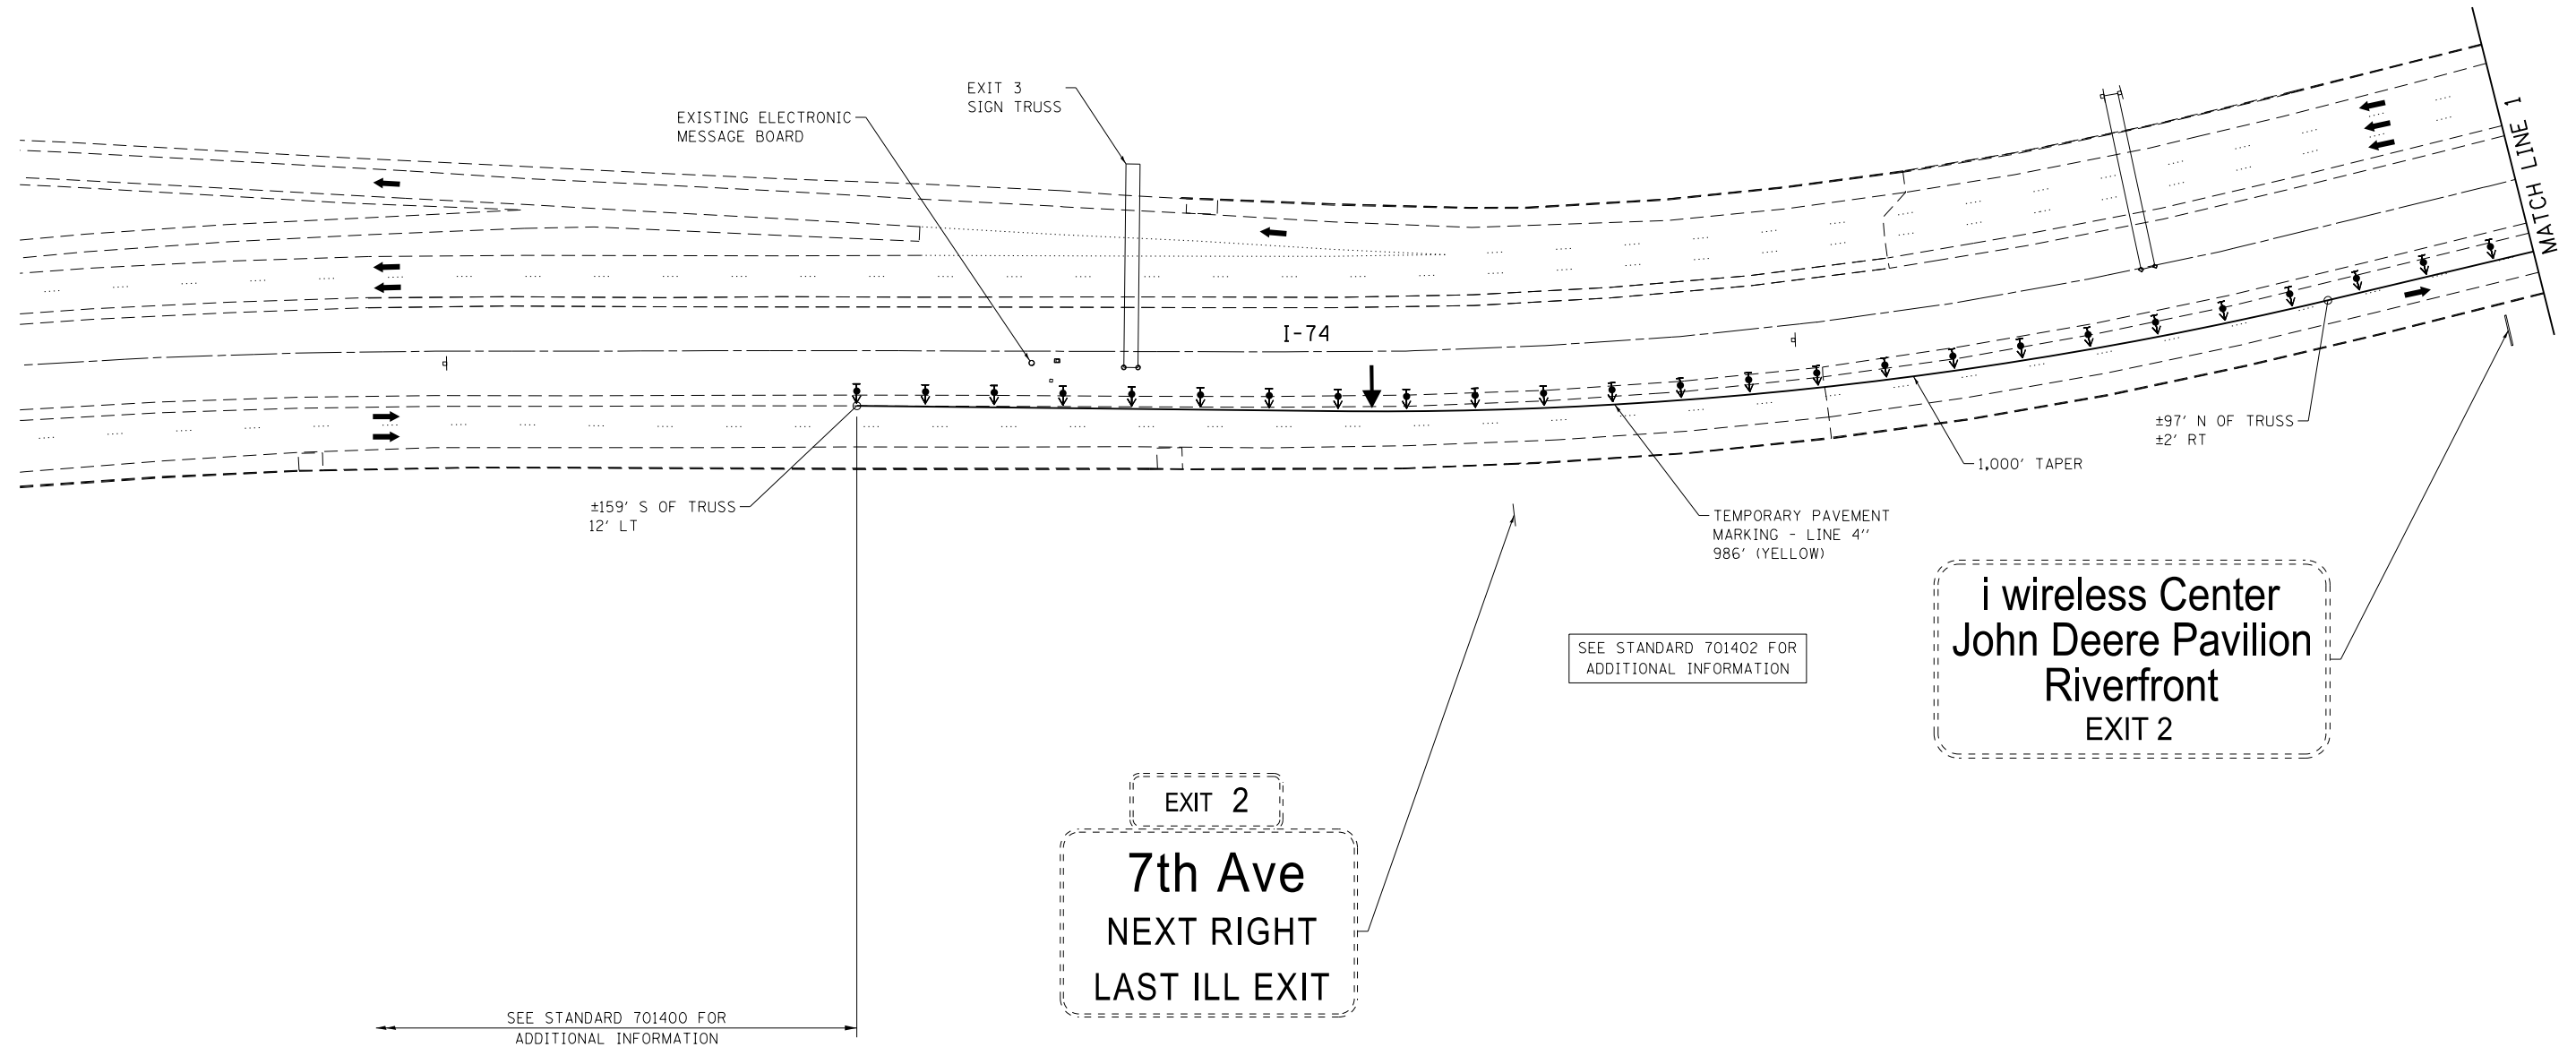 EXIT 3
SIGN TRUSS
EXISTING ELECTRONIC
MESSAGE BOARD
MATCH LINE 1
I-74
±97' N OF TRUSS
±2' RT
1,000' TAPER
±159' S OF TRUSS
12' LT
TEMPORARY PAVEMENT
MARKING - LINE 4''
986' (YELLOW)
i wireless Center
John Deere Pavilion
Riverfront
EXIT 2
SEE STANDARD 701402 FOR
ADDITIONAL INFORMATION
EXIT 2
7th Ave
NEXT RIGHT
LAST ILL EXIT
SEE STANDARD 701400 FOR
ADDITIONAL INFORMATION